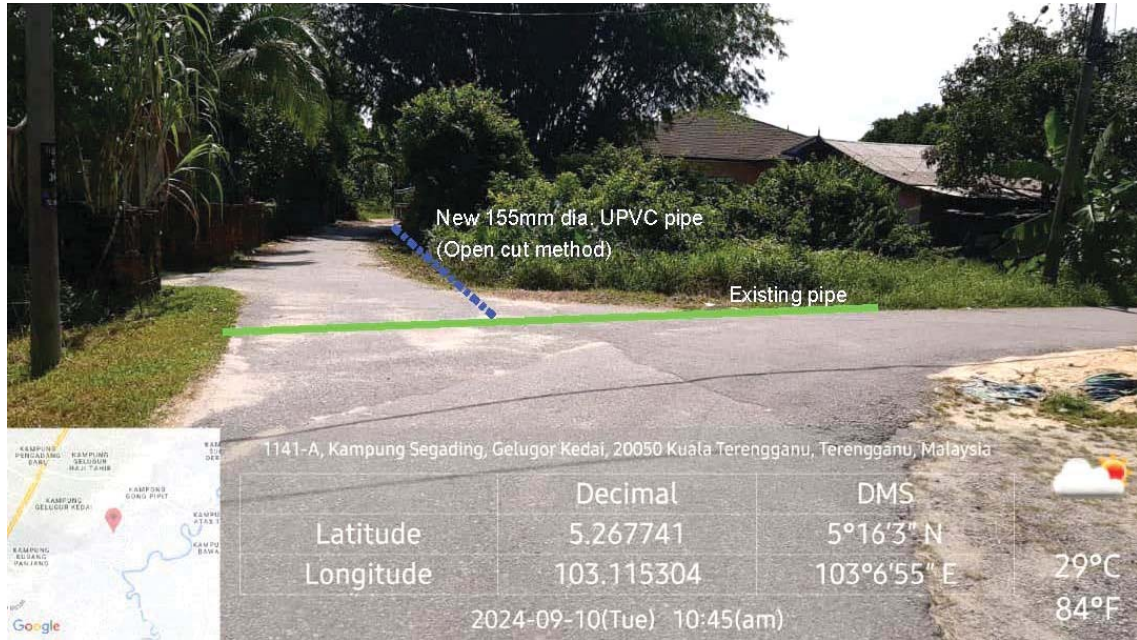 New 155mm dia. UPVC pipe
(Open cut method)
Existing pipe
1141-A, Kampung Segading, Gelugor Kedai, 20050 Kuala Terengganu, Terengganu, Malaysia
Decimal DMS
Latitude 5.267741 5°16'3" N
Longitude 103.115304 103°6'55" E
2024-09-10(Tue) 10:45(am)
29°C
84°F
KAMPUNG
PENGADANG
BARU
KAMPUNG
GELUGUR
HAJI TAHIR
KAMPONG
GONG PIPIT
KAMPUNG
GELUGUR KEDAI
KAMPUNG
KUBANG
PANJANG
Google